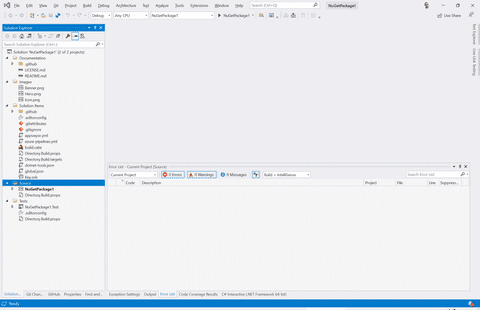 File Edit View Git Project Build Debug Architecture Test Analyze Tools Extensions Window Help Search (Ctrl+Q) NuGetPackage1
Debug Any CPU NuGetPackage1 NuGetPackage1 Live Share
Solution Explorer
Search Solution Explorer (Ctrl+;)
Solution 'NuGetPackage1' (2 of 2 projects)
Documentation
.github
LICENSE.md
README.md
Images
Banner.png
Hero.png
Icon.png
Solution Items
.github
.editorconfig
.gitattributes
.gitignore
appveyor.yml
azure-pipelines.yml
build.cake
Directory.Build.props
Directory.Build.targets
dotnet-tools.json
global.json
Key.snk
Source
NuGetPackage1
Directory.Build.props
Tests
NuGetPackage1.Test
.editorconfig
Directory.Build.props
Error List - Current Project (Source)
Current Project 0 Errors 0 Warnings 0 Messages Build + IntelliSense Search Error List
Code Description Project File Line Suppress...
Solution... Git Chan... GitHub Properties Find and ... Exception Settings Output Error List Code Coverage Results C# Interactive (.NET Framework 64-bit)
Ready